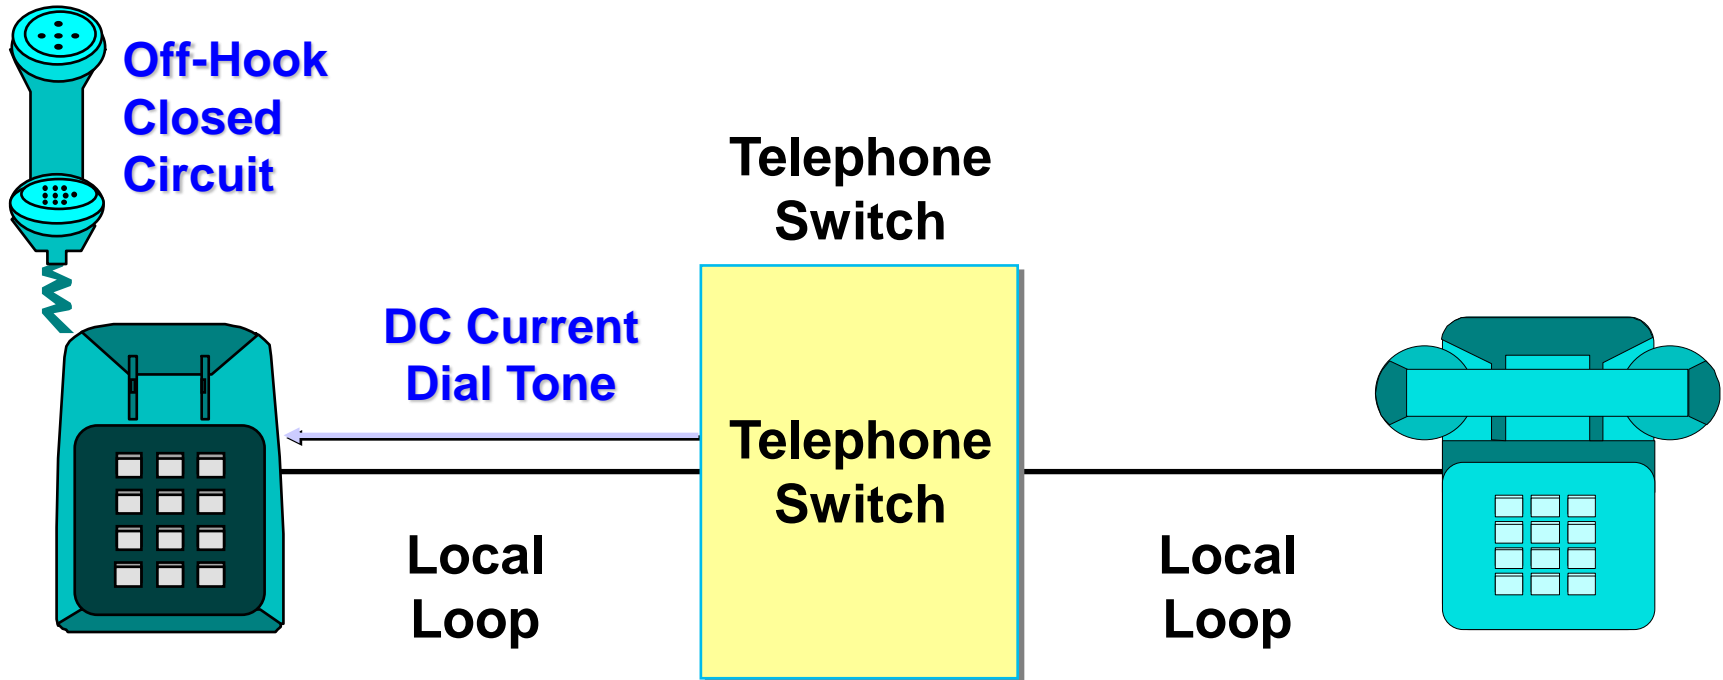 Off-Hook
Closed
Circuit
Telephone
Switch
DC Current
Dial Tone
Telephone
Switch
Local
Loop
Local
Loop